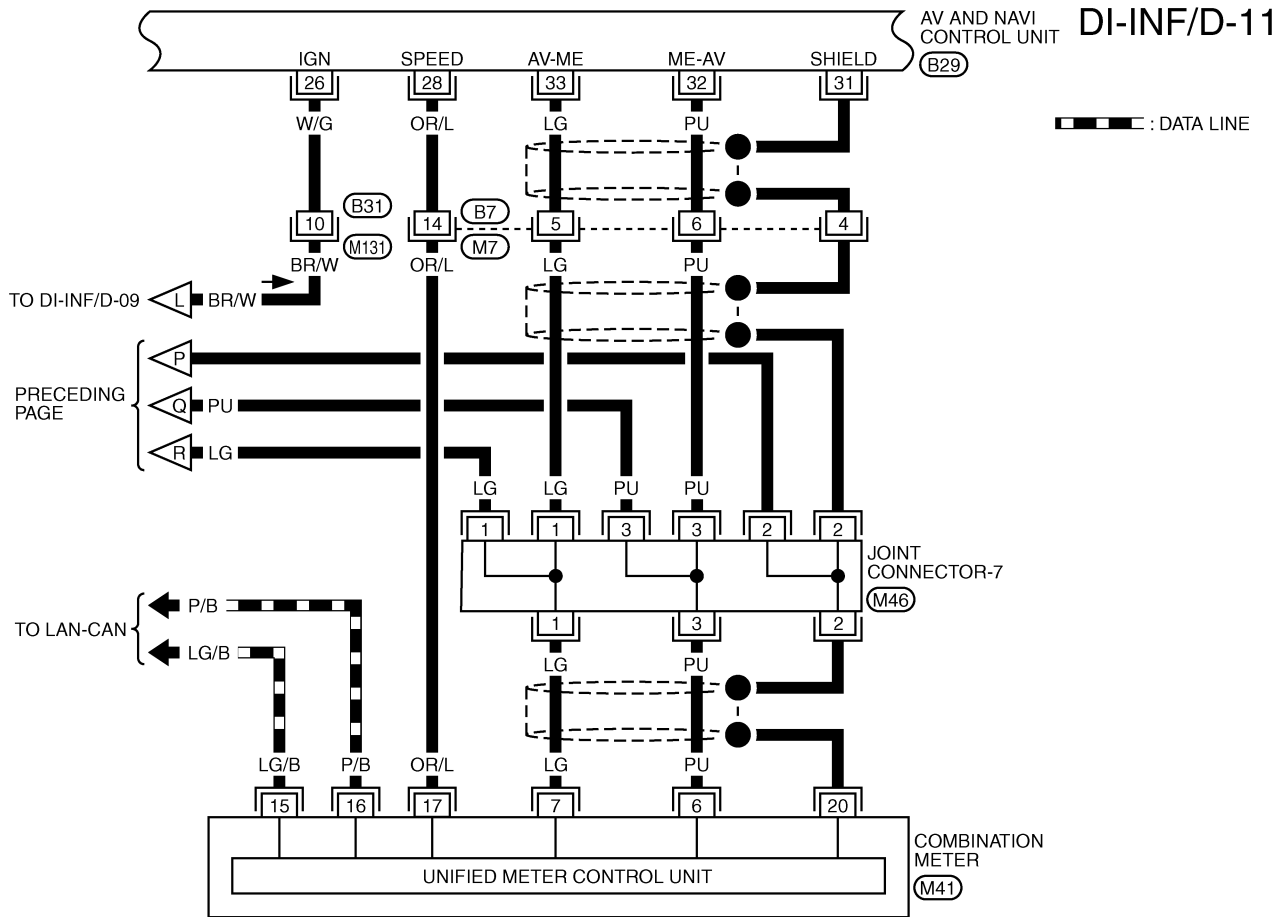 AV AND NAVI
CONTROL UNIT
B29
DI-INF/D-11
IGN SPEED AV-ME ME-AV SHIELD
26 28 33 32 31
W/G OR/L LG PU
: DATA LINE
B31 B7
10 14 5 6 4
M131 M7
BR/W OR/L LG PU
TO DI-INF/D-09 L BR/W
PRECEDING
PAGE
P
Q PU
R LG
LG LG PU PU
1 1 3 3 2 2
JOINT
CONNECTOR-7
M46
1 3 2
TO LAN-CAN
P/B
LG/B
LG PU
LG/B P/B OR/L LG PU
15 16 17 7 6 20
COMBINATION
METER
M41
UNIFIED METER CONTROL UNIT